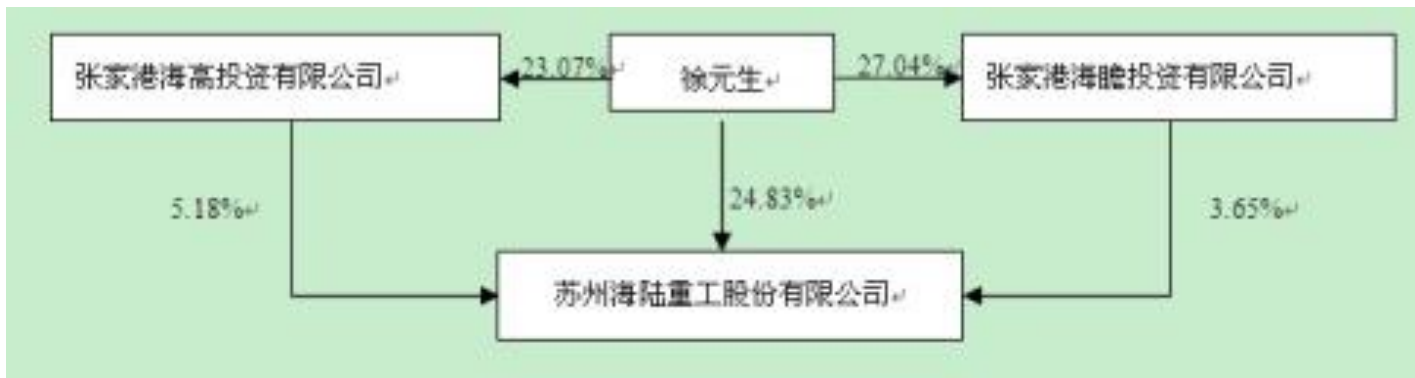 张家港海高投资有限公司
23.07%
徐元生
27.04%
张家港海瞻投资有限公司
5.18%
24.83%
3.65%
苏州海陆重工股份有限公司